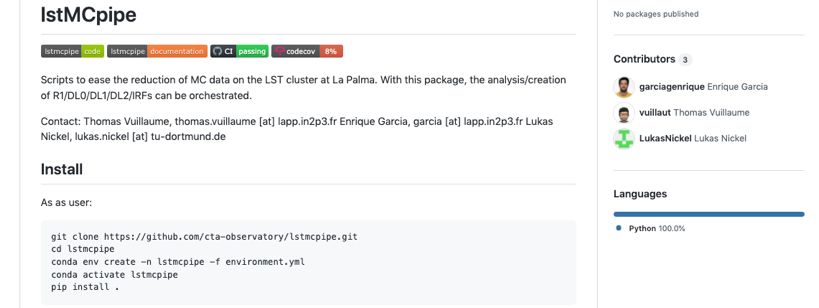 lstMCpipe
lstmcpipe code lstmcpipe documentation CI passing codecov 8%
Scripts to ease the reduction of MC data on the LST cluster at La Palma. With this package, the analysis/creation
of R1/DL0/DL1/DL2/IRFs can be orchestrated.
Contact: Thomas Vuillaume, thomas.vuillaume [at] lapp.in2p3.fr Enrique Garcia, garcia [at] lapp.in2p3.fr Lukas
Nickel, lukas.nickel [at] tu-dortmund.de
Install
As as user:
git clone https://github.com/cta-observatory/lstmcpipe.git
cd lstmcpipe
conda env create -n lstmcpipe -f environment.yml
conda activate lstmcpipe
pip install .
No packages published
Contributors 3
garciagenrique Enrique Garcia
vuillaut Thomas Vuillaume
LukasNickel Lukas Nickel
Languages
Python 100.0%